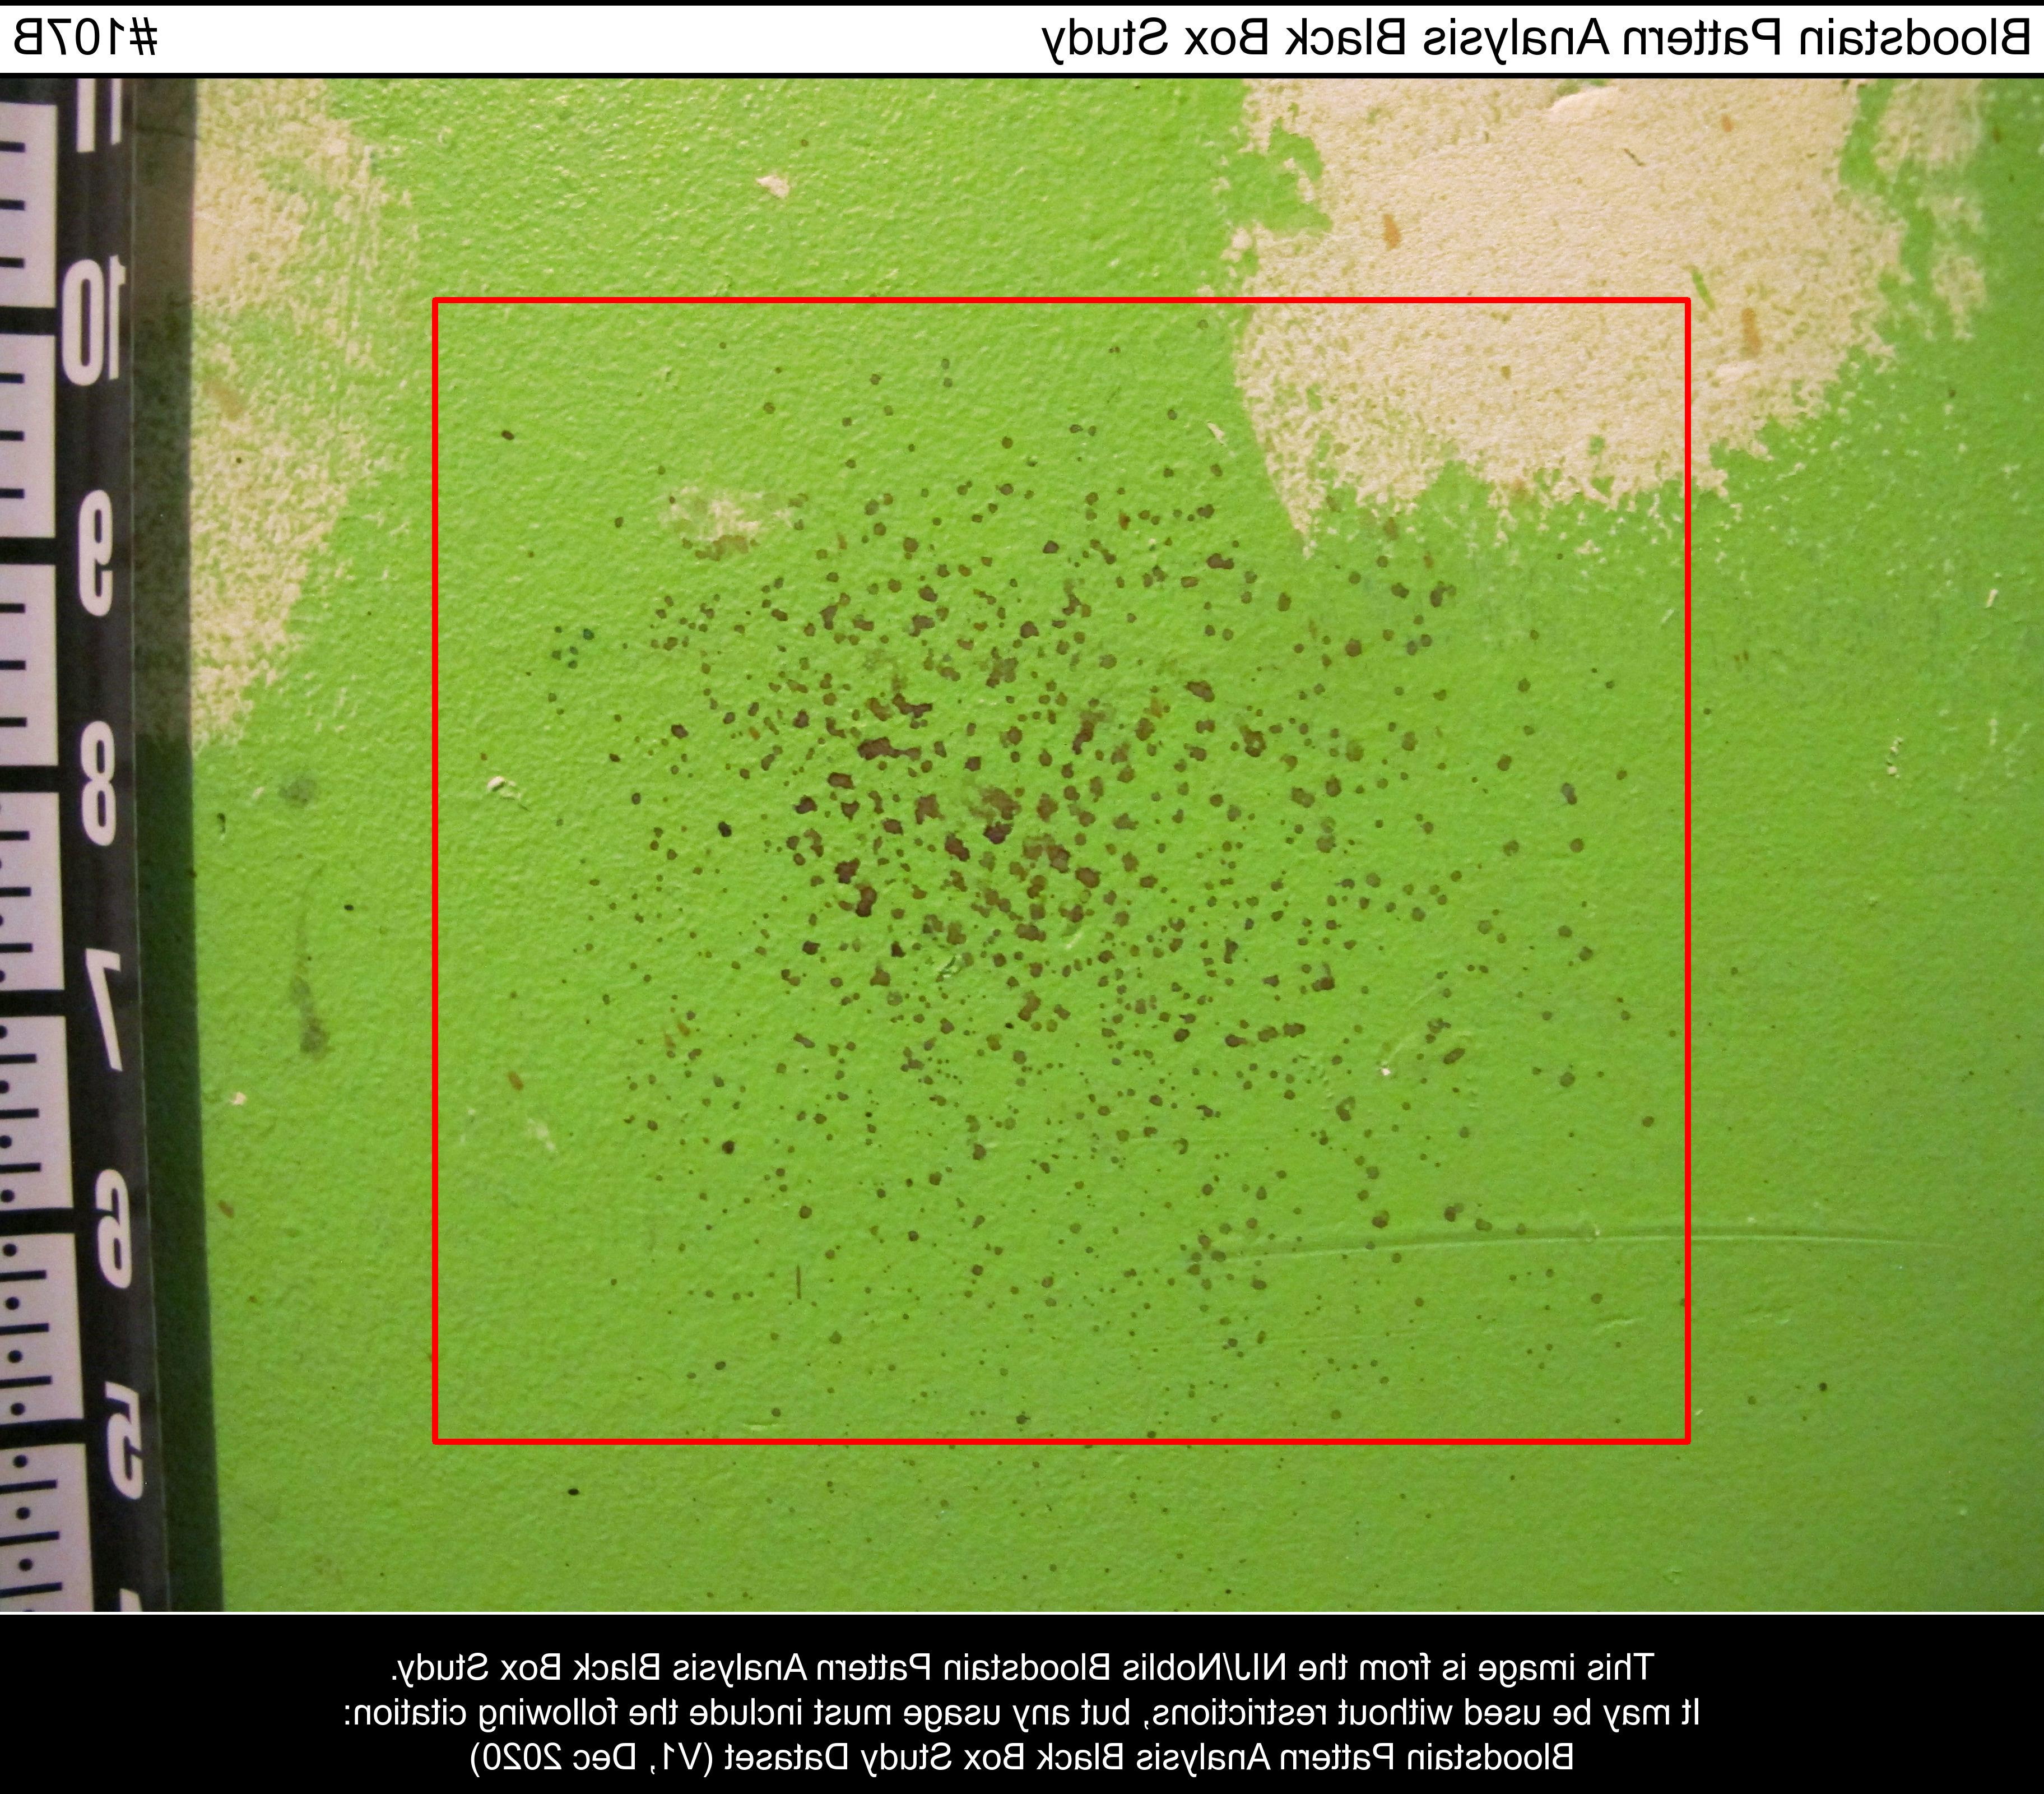 Bloodstain Pattern Analysis Black Box Study #107B
11
10
9
8
7
6
5
This image is from the NIJ/Noblis Bloodstain Pattern Analysis Black Box Study.
It may be used without restrictions, but any usage must include the following citation:
Bloodstain Pattern Analysis Black Box Study Dataset (V1, Dec 2020)